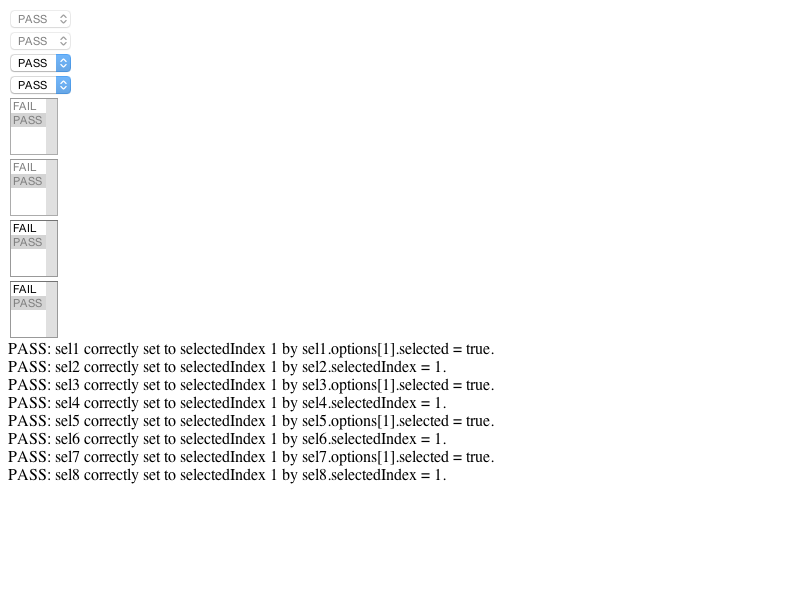 PASS
PASS
PASS
PASS
FAIL
PASS
FAIL
PASS
FAIL
PASS
FAIL
PASS
PASS: sel1 correctly set to selectedIndex 1 by sel1.options[1].selected = true.
PASS: sel2 correctly set to selectedIndex 1 by sel2.selectedIndex = 1.
PASS: sel3 correctly set to selectedIndex 1 by sel3.options[1].selected = true.
PASS: sel4 correctly set to selectedIndex 1 by sel4.selectedIndex = 1.
PASS: sel5 correctly set to selectedIndex 1 by sel5.options[1].selected = true.
PASS: sel6 correctly set to selectedIndex 1 by sel6.selectedIndex = 1.
PASS: sel7 correctly set to selectedIndex 1 by sel7.options[1].selected = true.
PASS: sel8 correctly set to selectedIndex 1 by sel8.selectedIndex = 1.